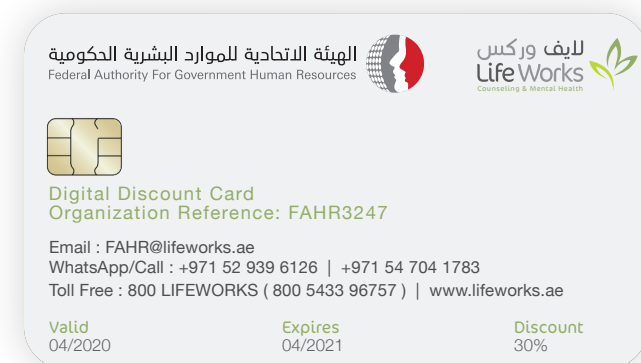 الهيئة الاتحادية للموارد البشرية الحكومية
Federal Authority For Government Human Resources
لايف وركس
Life Works
Counseling & Mental Health
Digital Discount Card
Organization Reference: FAHR3247
Email : FAHR@lifeworks.ae
WhatsApp/Call : +971 52 939 6126 | +971 54 704 1783
Toll Free : 800 LIFEWORKS ( 800 5433 96757 ) | www.lifeworks.ae
Valid Expires Discount
04/2020 04/2021 30%